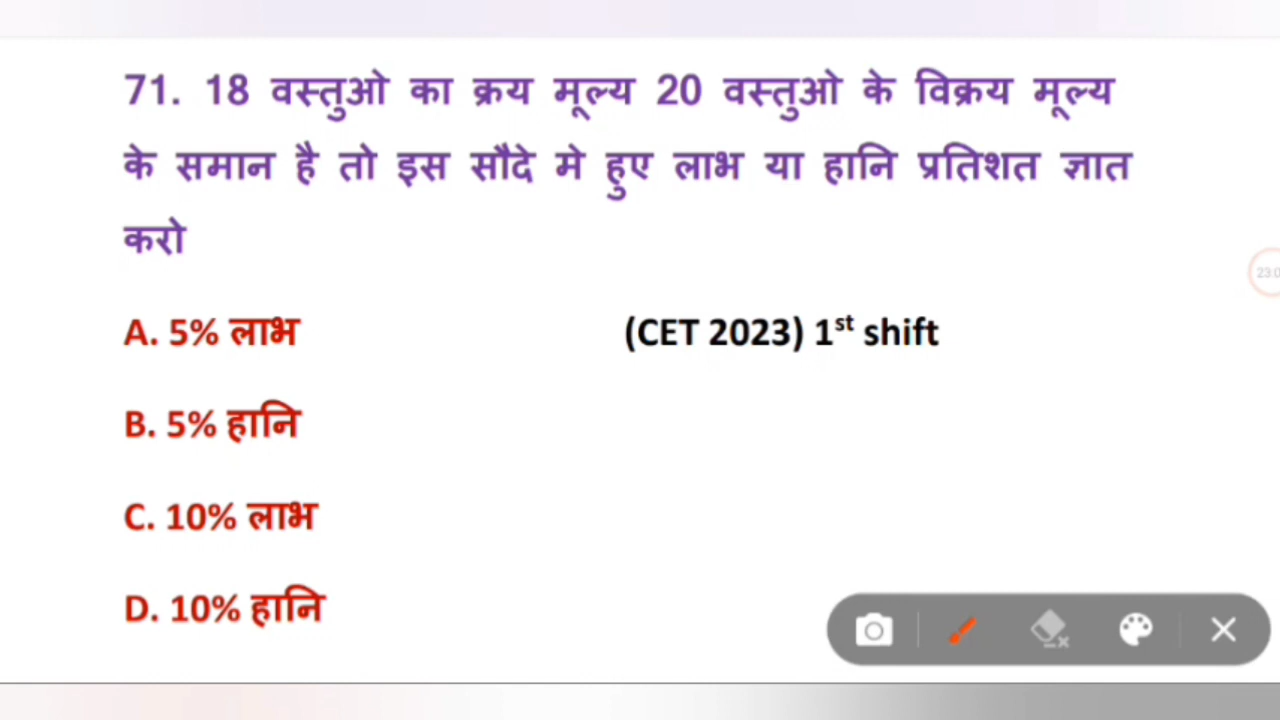 71. 18 वस्तुओ का क्रय मूल्य 20 वस्तुओ के विक्रय मूल्य
के समान है तो इस सौदे मे हुए लाभ या हानि प्रतिशत ज्ञात
करो
A. 5% लाभ
(CET 2023) 1st shift
B. 5% हानि
C. 10% लाभ
D. 10% हानि